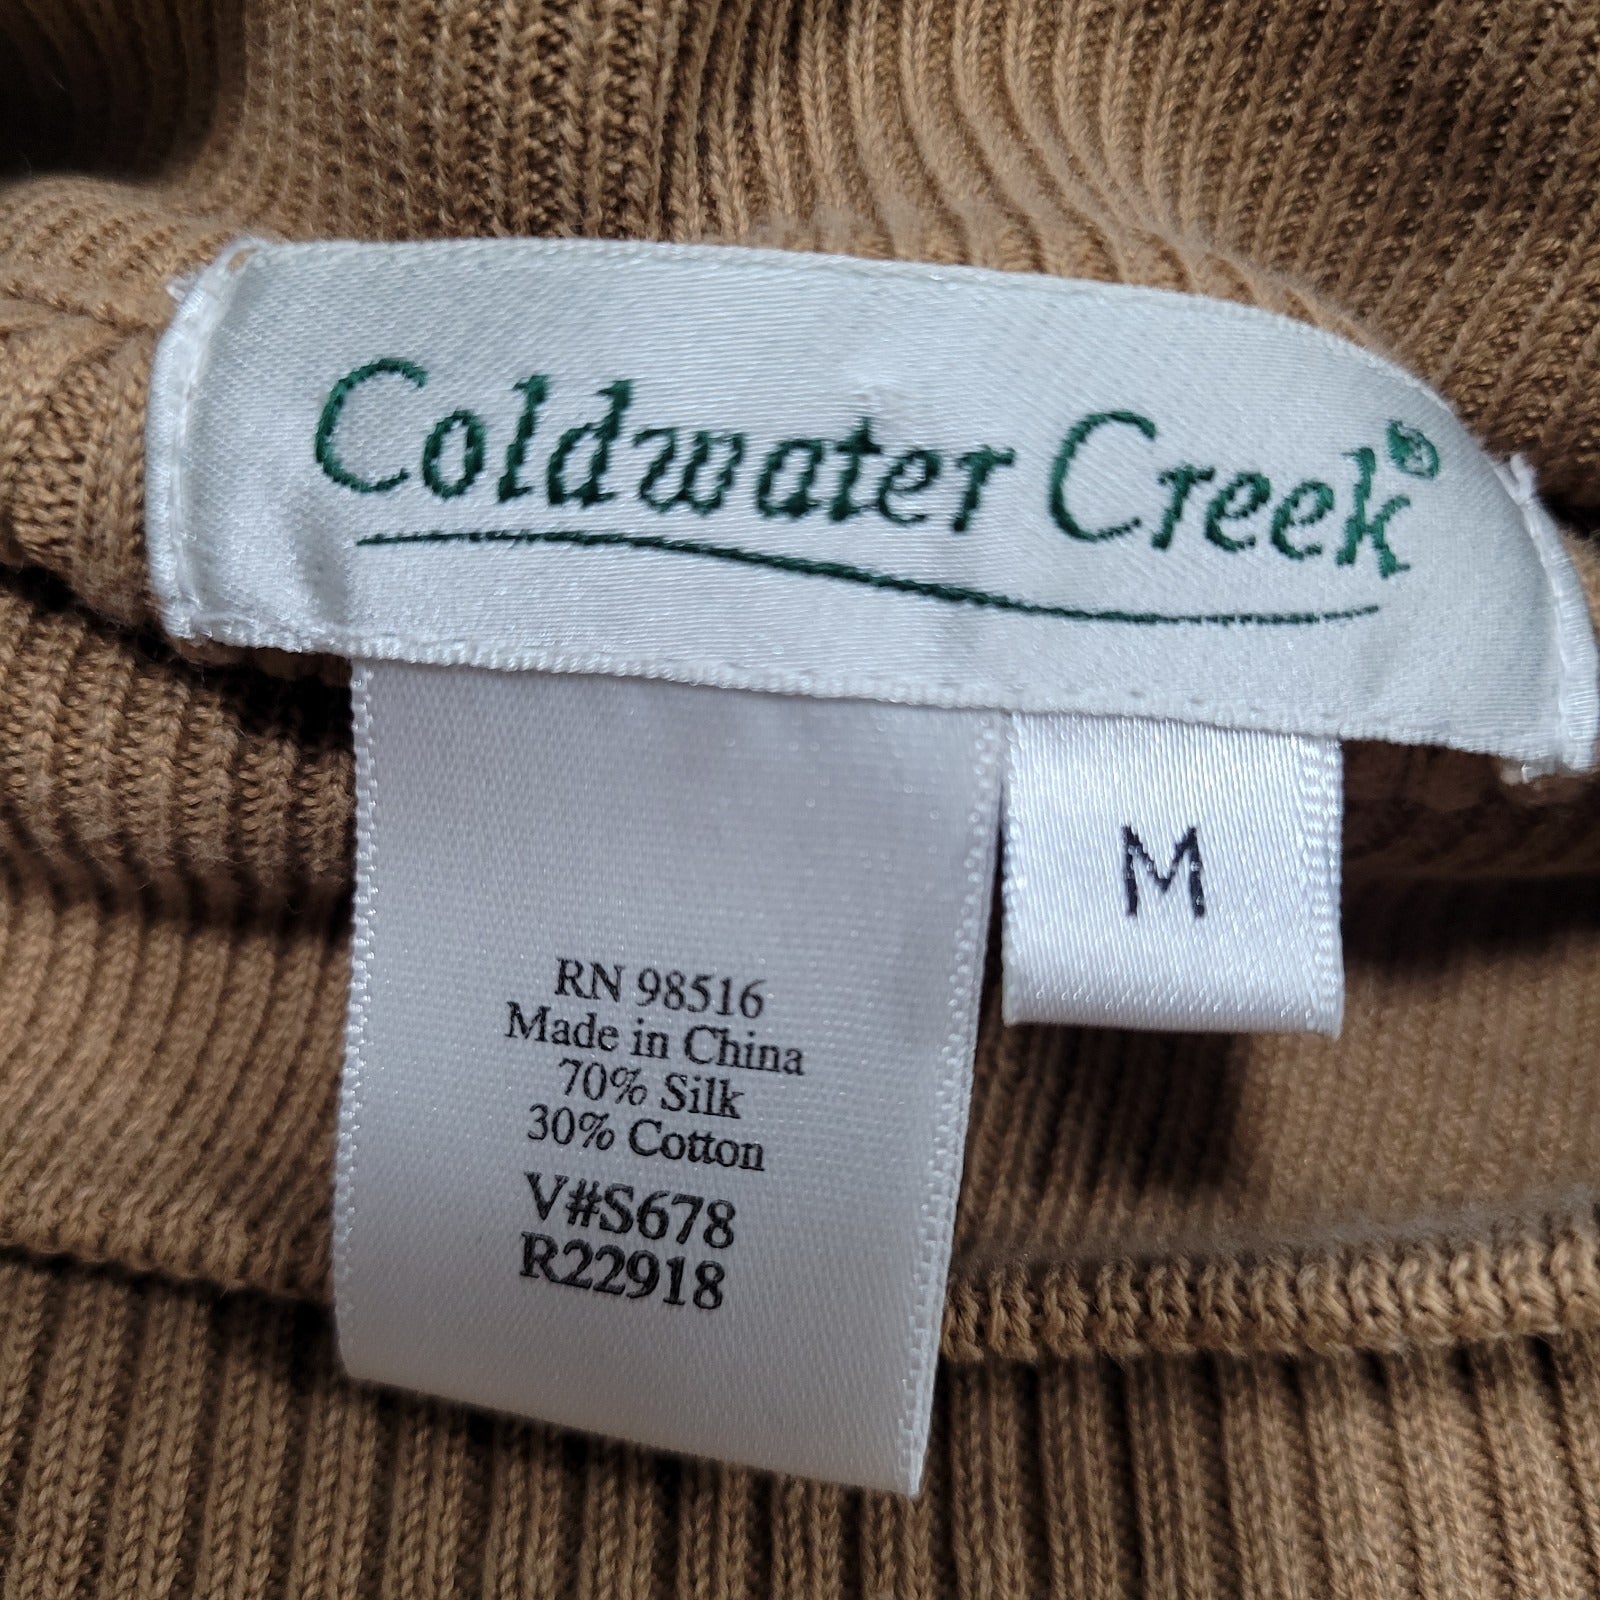 Coldwater Creek®
M
RN 98516
Made in China
70% Silk
30% Cotton
V#S678
R22918